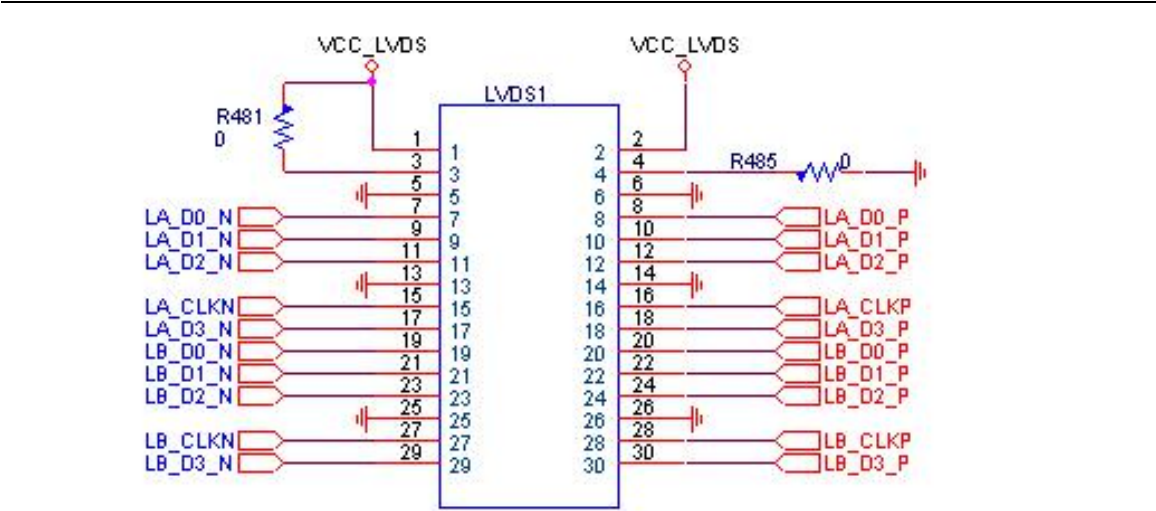 VCC_LVDS VCC_LVDS
LVDS1
R481
0
1 1 2 2
3 3 4 4 R485 0
5 5 6 6
LA_D0_N 7 7 8 8 LA_D0_P
LA_D1_N 9 9 10 10 LA_D1_P
LA_D2_N 11 11 12 12 LA_D2_P
13 13 14 14
LA_CLKN 15 15 16 16 LA_CLKP
LA_D3_N 17 17 18 18 LA_D3_P
LB_D0_N 19 19 20 20 LB_D0_P
LB_D1_N 21 21 22 22 LB_D1_P
LB_D2_N 23 23 24 24 LB_D2_P
25 25 26 26
LB_CLKN 27 27 28 28 LB_CLKP
LB_D3_N 29 29 30 30 LB_D3_P